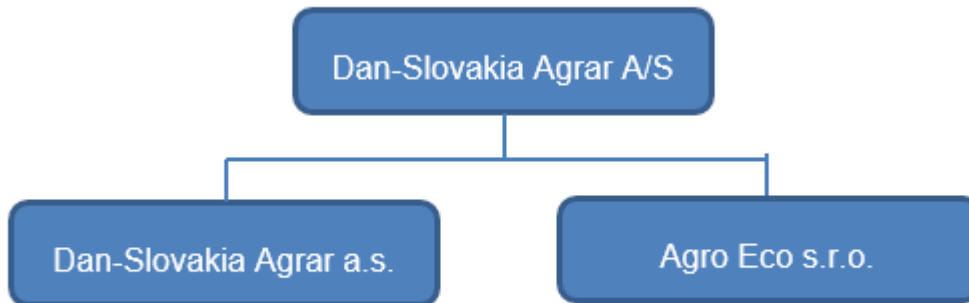 Dan-Slovakia Agrar A/S
Dan-Slovakia Agrar a.s.
Agro Eco s.r.o.